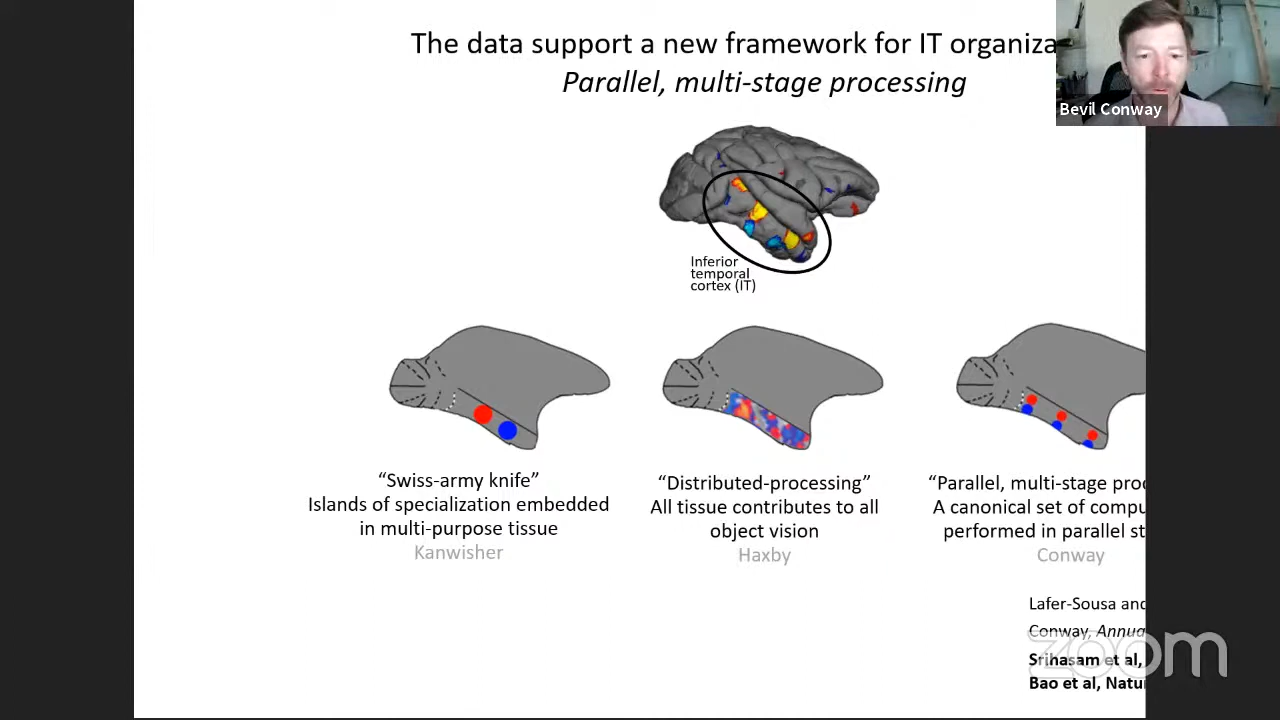 The data support a new framework for IT organiza
Parallel, multi-stage processing
Bevil Conway
Inferior
temporal
cortex (IT)
"Swiss-army knife"
Islands of specialization embedded
in multi-purpose tissue
Kanwisher
"Distributed-processing"
All tissue contributes to all
object vision
Haxby
"Parallel, multi-stage proc
A canonical set of compu
performed in parallel st
Conway
Lafer-Sousa and
Conway, Annua
Srihasam et al,
Bao et al, Natur
zoom